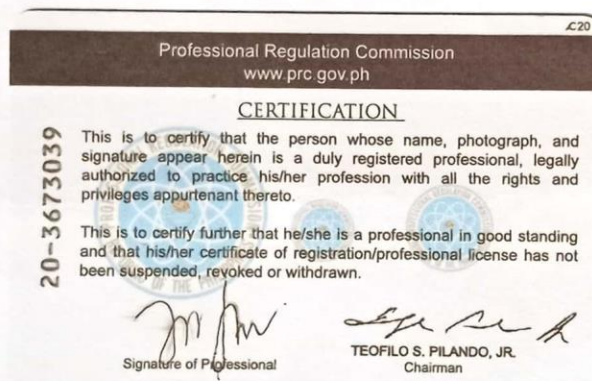 C20
Professional Regulation Commission
www.prc.gov.ph
CERTIFICATION
20-3673039
This is to certify that the person whose name, photograph, and
signature appear herein is a duly registered professional, legally
authorized to practice his/her profession with all the rights and
privileges appurtenant thereto.
This is to certify further that he/she is a professional in good standing
and that his/her certificate of registration/professional license has not
been suspended, revoked or withdrawn.
Signature of Professional
TEOFILO S. PILANDO, JR.
Chairman